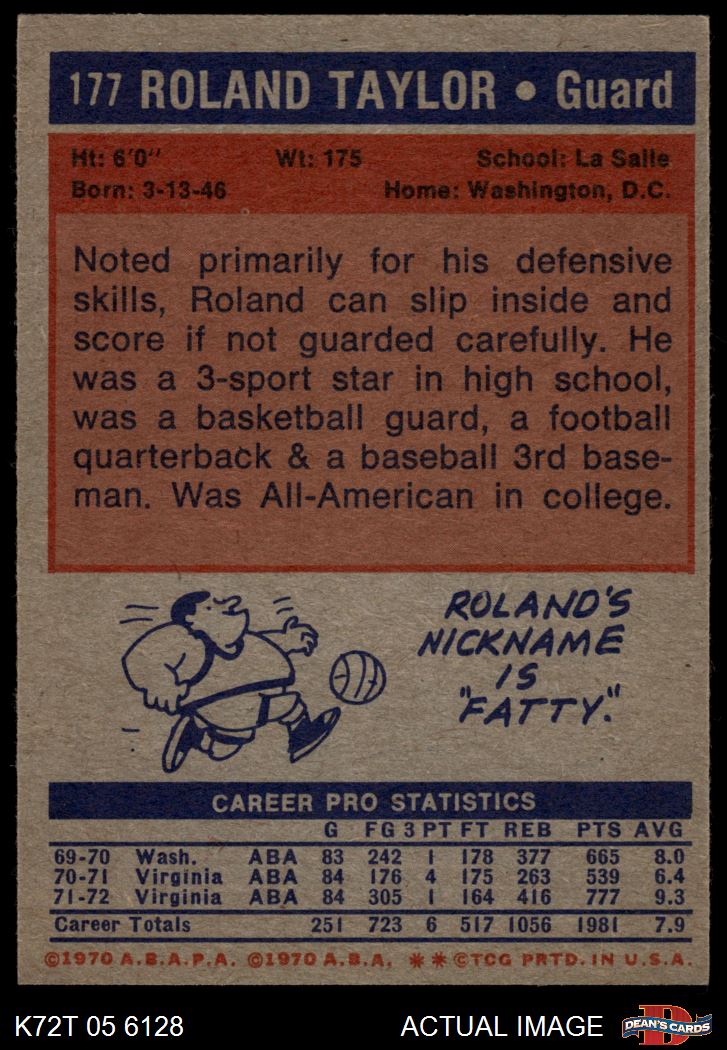 177 ROLAND TAYLOR • Guard
Ht: 6'0" Wt: 175 School: La Salle
Born: 3-13-46 Home: Washington, D.C.
Noted primarily for his defensive
skills, Roland can slip inside and
score if not guarded carefully. He
was a 3-sport star in high school,
was a basketball guard, a football
quarterback & a baseball 3rd base-
man. Was All-American in college.
ROLAND'S
NICKNAME
IS
"FATTY."
CAREER PRO STATISTICS
G FG 3 PT FT REB PTS AVG
69-70 Wash. ABA 83 242 1 178 377 665 8.0
70-71 Virginia ABA 84 176 4 175 263 539 6.4
71-72 Virginia ABA 84 305 1 164 416 777 9.3
Career Totals 251 723 6 517 1056 1981 7.9
©1970 A.B.A.P.A. ©1970 A.B.A. ✱✱©TCG PRTD. IN U.S.A.
K72T 05 6128 ACTUAL IMAGE D DEAN'S CARDS